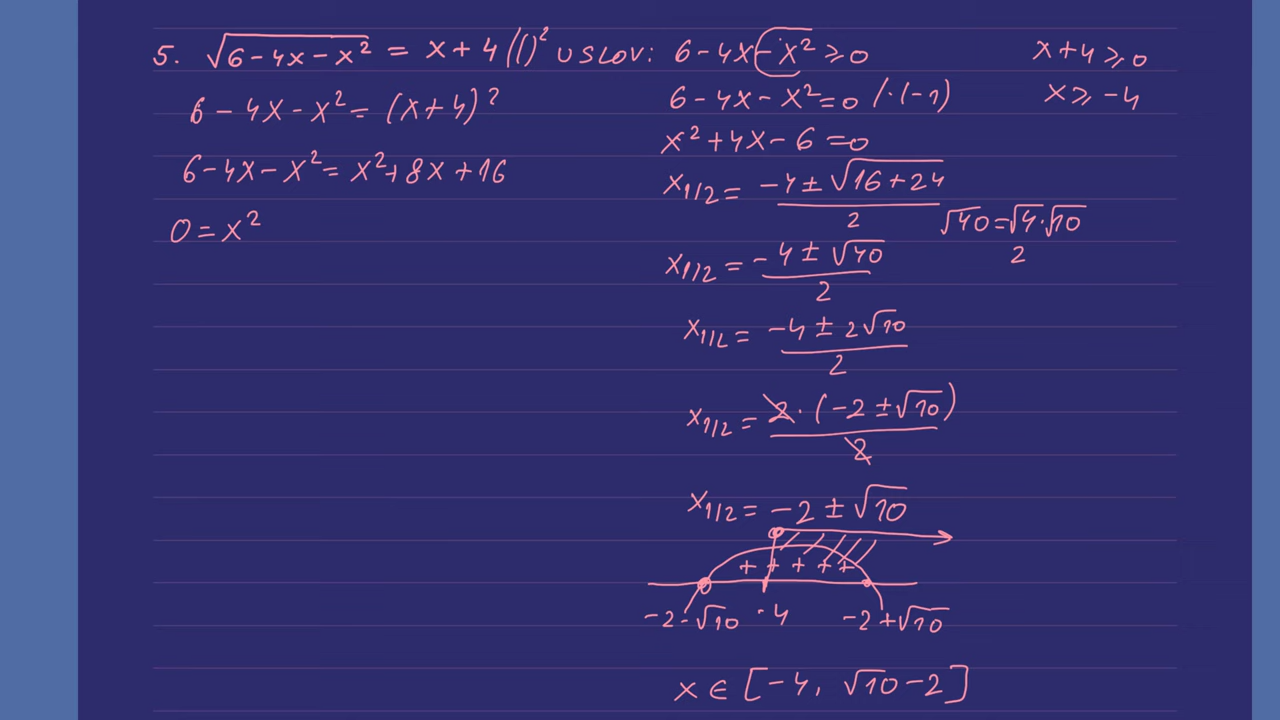 5. √(6-4x-x²) = x+4 /()² USLOV: 6-4x-x²≥0 x+4≥0
6-4x-x²=(x+4)² 6-4x-x²=0 /·(-1) x≥-4
x²+4x-6=0
6-4x-x²=x²+8x+16 x1/2 = (-4±√(16+24))/2
0=x² √40=√4·√10
2
x1/2 = (-4±√40)/2
x1/2 = (-4±2√10)/2
x1/2 = 2·(-2±√10)/2
x1/2 = -2±√10
+ + + + +
-2-√10 -4 -2+√10
x∈[-4, √10-2]